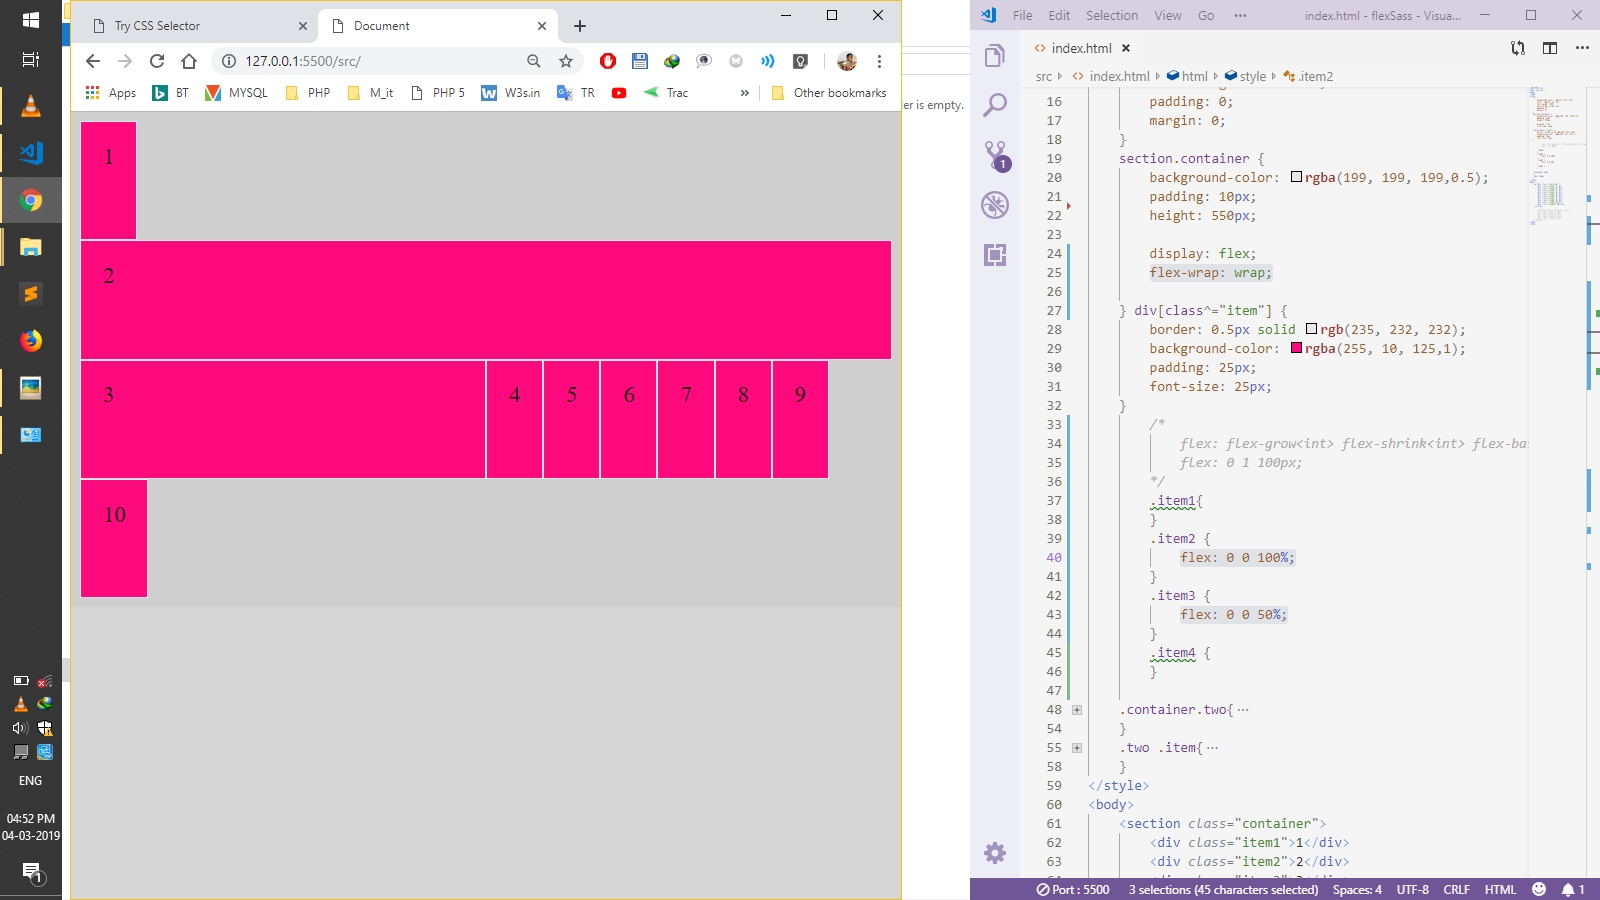 Try CSS Selector
Document
127.0.0.1:5500/src/
Apps
BT
MYSQL
PHP
M_it
PHP 5
W3s.in
TR
Trac
»
Other bookmarks
er is empty.
1
2
3
4
5
6
7
8
9
10
ENG
04:52 PM
04-03-2019
1
File Edit Selection View Go ···
index.html - flexSass - Visua...
index.html
src > index.html > html > style > .item2
1
16 padding: 0;
17 margin: 0;
18 }
19 section.container {
20 background-color: rgba(199, 199, 199,0.5);
21 padding: 10px;
22 height: 550px;
23
24 display: flex;
25 flex-wrap: wrap;
26
27 } div[class^="item"] {
28 border: 0.5px solid rgb(235, 232, 232);
29 background-color: rgba(255, 10, 125,1);
30 padding: 25px;
31 font-size: 25px;
32 }
33 /*
34 flex: flex-grow<int> flex-shrink<int> flex-ba
35 flex: 0 1 100px;
36 */
37 .item1{
38 }
39 .item2 {
40 flex: 0 0 100%;
41 }
42 .item3 {
43 flex: 0 0 50%;
44 }
45 .item4 {
46 }
47
48 .container.two{ ···
54 }
55 .two .item{ ···
58 }
59 </style>
60 <body>
61 <section class="container">
62 <div class="item1">1</div>
63 <div class="item2">2</div>
Port : 5500
3 selections (45 characters selected)
Spaces: 4
UTF-8
CRLF
HTML
1